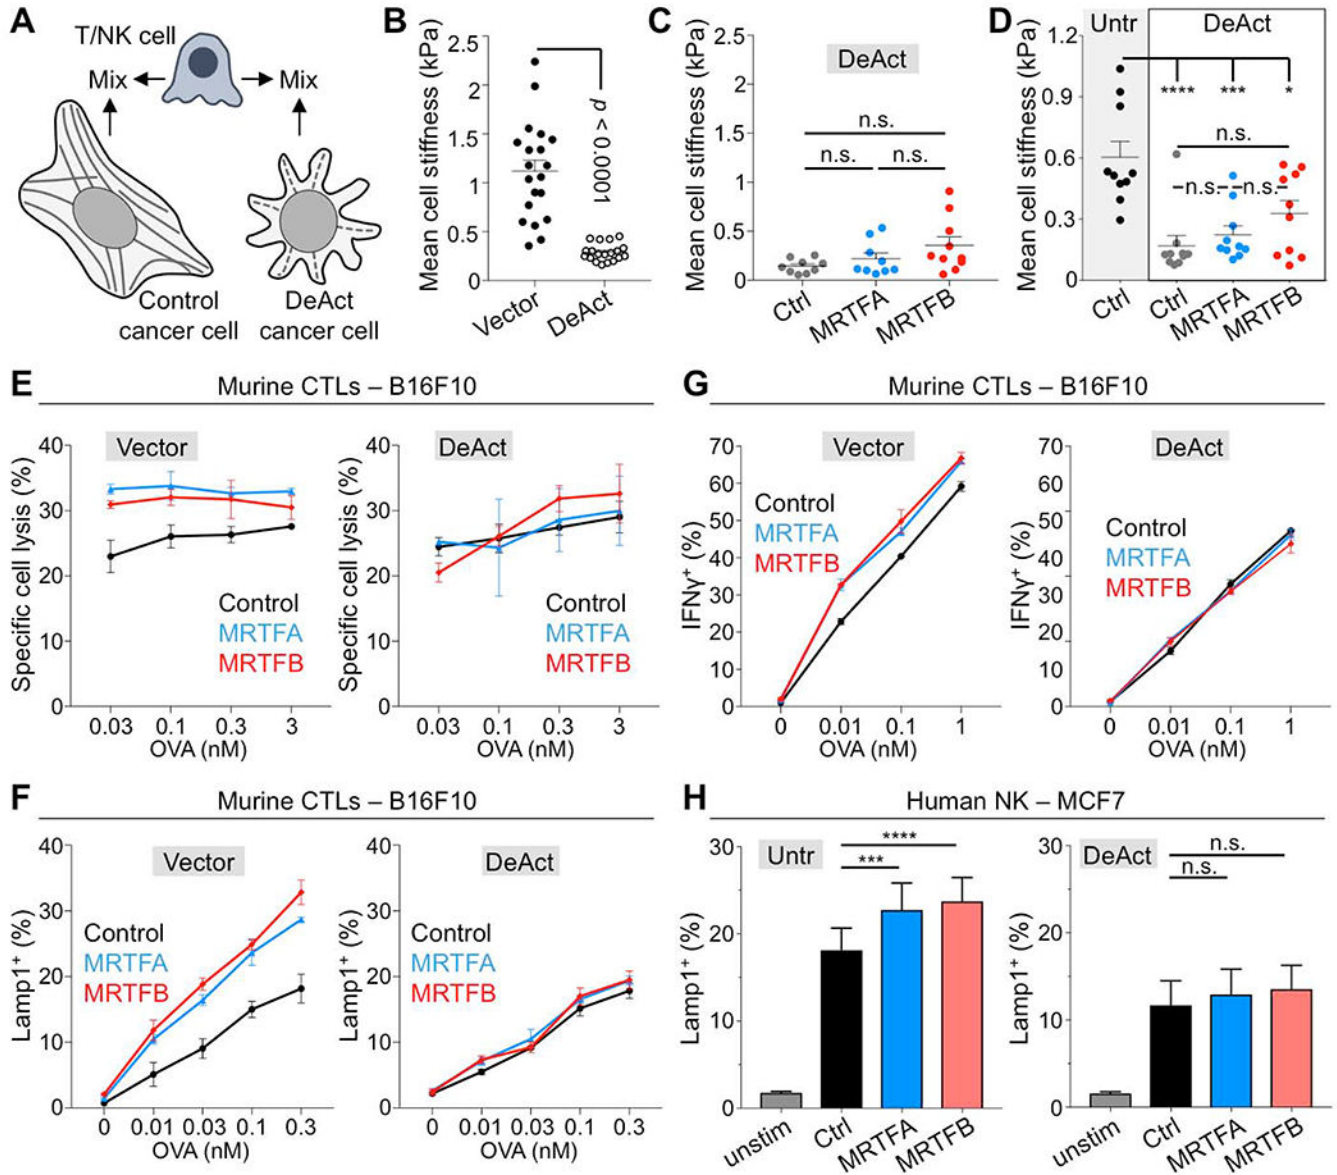 A
T/NK cell
Mix
Mix
Control
cancer cell
DeAct
cancer cell
B
Mean cell stiffness (kPa)
2.5
2
1.5
1
0.5
0
p < 0.0001
Vector
DeAct
C
Mean cell stiffness (kPa)
2.5
2
1.5
1
0.5
0
DeAct
n.s.
n.s.
n.s.
Ctrl
MRTFA
MRTFB
D
Untr
DeAct
Mean cell stiffness (kPa)
1.2
0.9
0.6
0.3
0
****
***
*
n.s.
n.s.
n.s.
Ctrl
Ctrl
MRTFA
MRTFB
E
Murine CTLs – B16F10
Vector
Specific cell lysis (%)
40
30
20
10
0
Control
MRTFA
MRTFB
0.03 0.1 0.3 3
OVA (nM)
DeAct
Specific cell lysis (%)
40
30
20
10
0
Control
MRTFA
MRTFB
0.03 0.1 0.3 3
OVA (nM)
G
Murine CTLs – B16F10
Vector
IFNγ⁺ (%)
70
60
50
40
30
20
10
0
Control
MRTFA
MRTFB
0 0.01 0.1 1
OVA (nM)
DeAct
IFNγ⁺ (%)
70
60
50
40
30
20
10
0
Control
MRTFA
MRTFB
0 0.01 0.1 1
OVA (nM)
F
Murine CTLs – B16F10
Vector
Lamp1⁺ (%)
40
30
20
10
0
Control
MRTFA
MRTFB
0 0.01 0.03 0.1 0.3
OVA (nM)
DeAct
Lamp1⁺ (%)
40
30
20
10
0
Control
MRTFA
MRTFB
0 0.01 0.03 0.1 0.3
OVA (nM)
H
Human NK – MCF7
Untr
Lamp1⁺ (%)
30
20
10
0
****
***
unstim
Ctrl
MRTFA
MRTFB
DeAct
Lamp1⁺ (%)
30
20
10
0
n.s.
n.s.
unstim
Ctrl
MRTFA
MRTFB